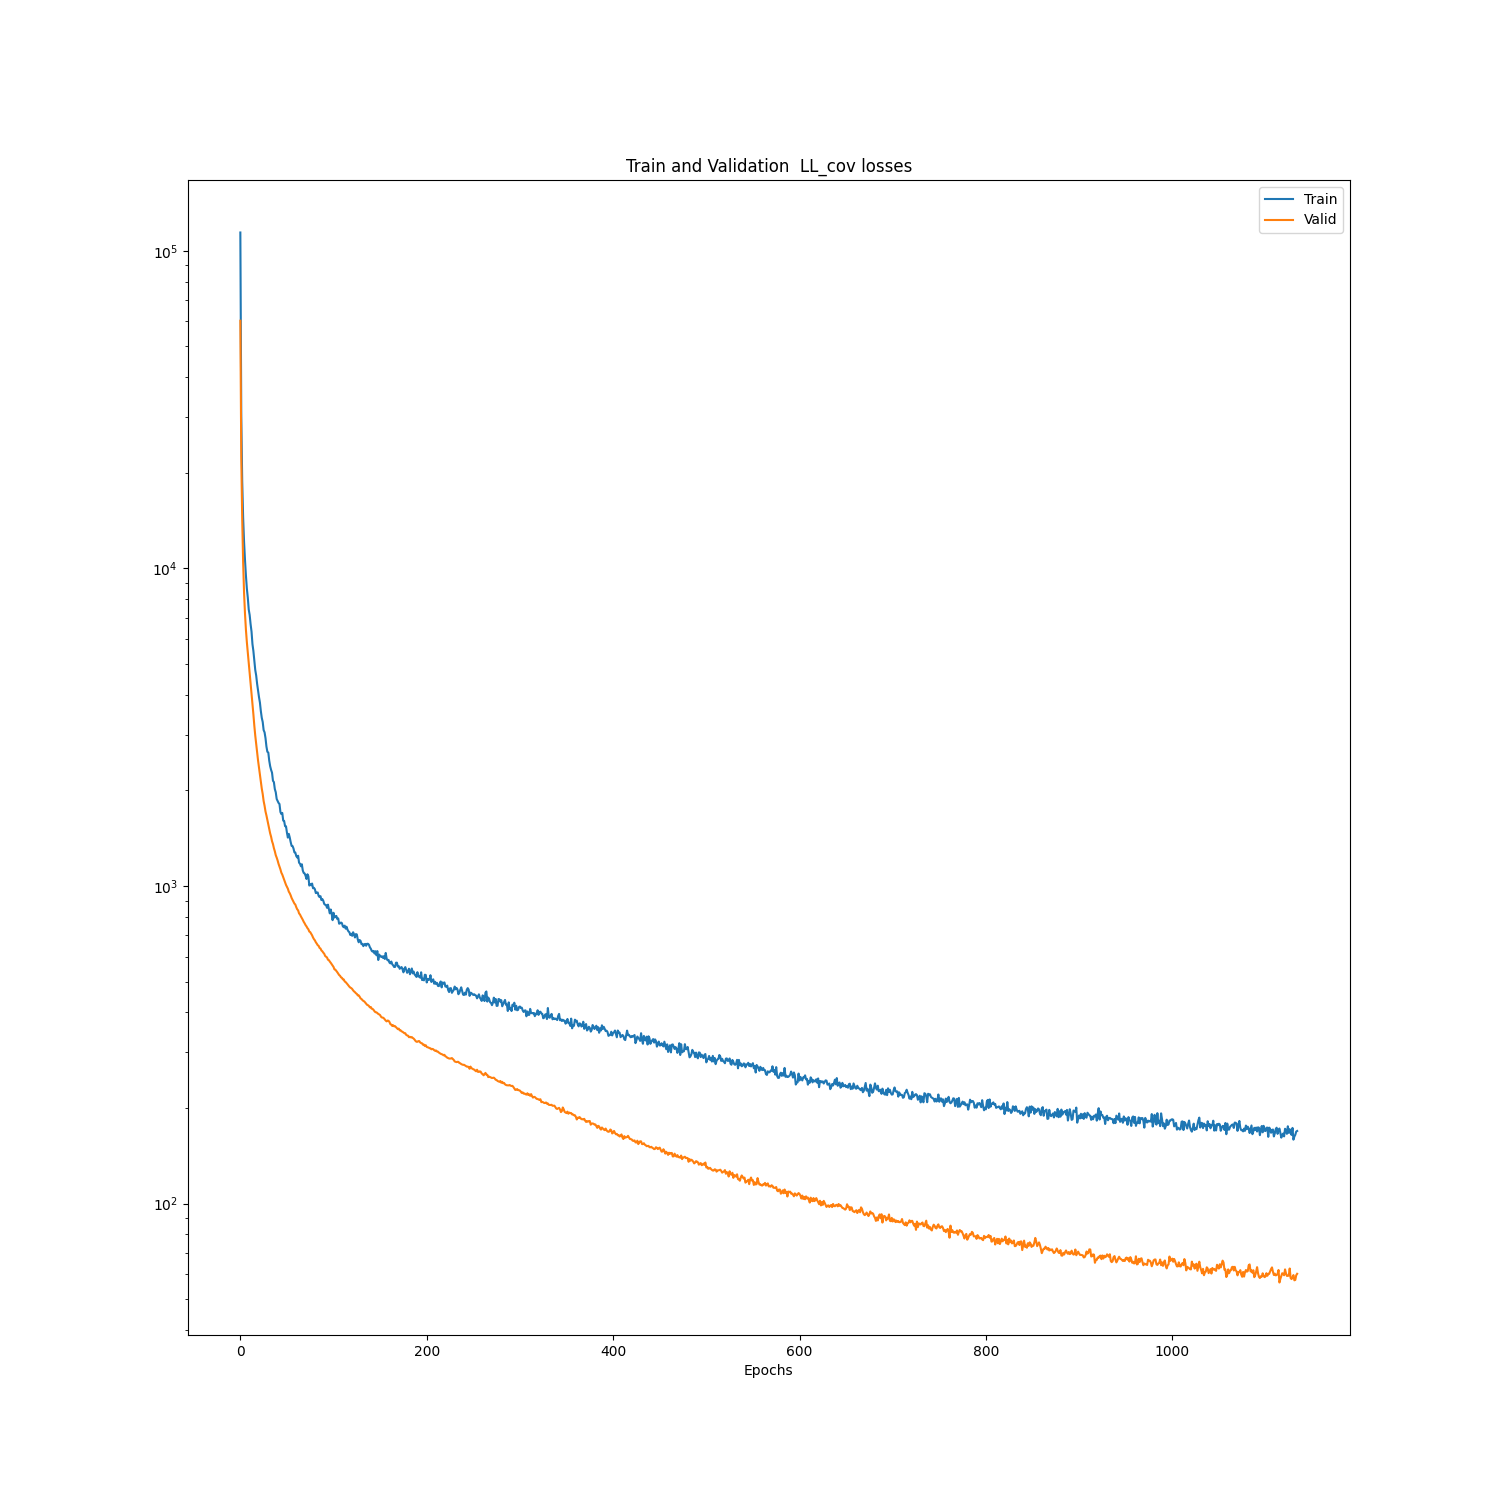 Train and Validation  LL_cov losses
Train
Valid
10⁵
10⁴
10³
10²
0 200 400 600 800 1000
Epochs